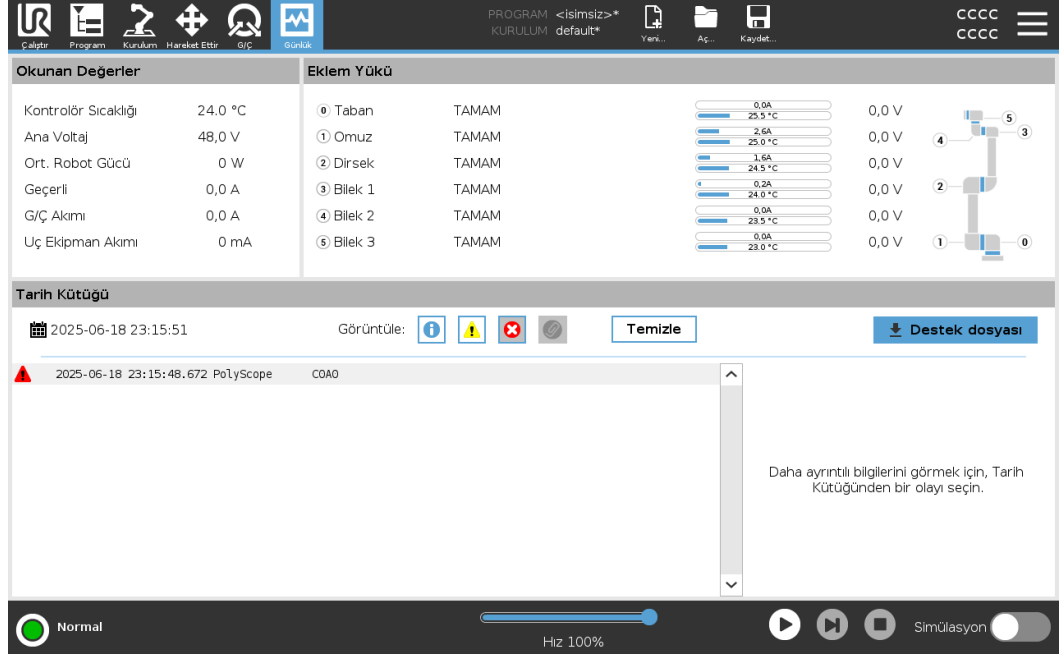 UR
Çalıştır Program Kurulum Hareket Ettir G/Ç Günlük
PROGRAM <isimsiz>*
KURULUM default*
Yeni... Aç... Kaydet...
CCCC
CCCC
Okunan Değerler
Kontrolör Sıcaklığı 24.0 °C
Ana Voltaj 48,0 V
Ort. Robot Gücü 0 W
Geçerli 0,0 A
G/Ç Akımı 0,0 A
Uç Ekipman Akımı 0 mA
Eklem Yükü
0 Taban TAMAM 0,0A 25.5 °C 0,0 V
1 Omuz TAMAM 2,6A 25.0 °C 0,0 V
2 Dirsek TAMAM 1,6A 24.5 °C 0,0 V
3 Bilek 1 TAMAM 0,2A 24.0 °C 0,0 V
4 Bilek 2 TAMAM 0,0A 23.5 °C 0,0 V
5 Bilek 3 TAMAM 0,0A 23.0 °C 0,0 V
5
4 3
2
1 0
Tarih Kütüğü
2025-06-18 23:15:51 Görüntüle: Temizle Destek dosyası
2025-06-18 23:15:48.672 PolyScope C0A0
Daha ayrıntılı bilgilerini görmek için, Tarih
Kütüğünden bir olayı seçin.
Normal
Hız 100%
Simülasyon